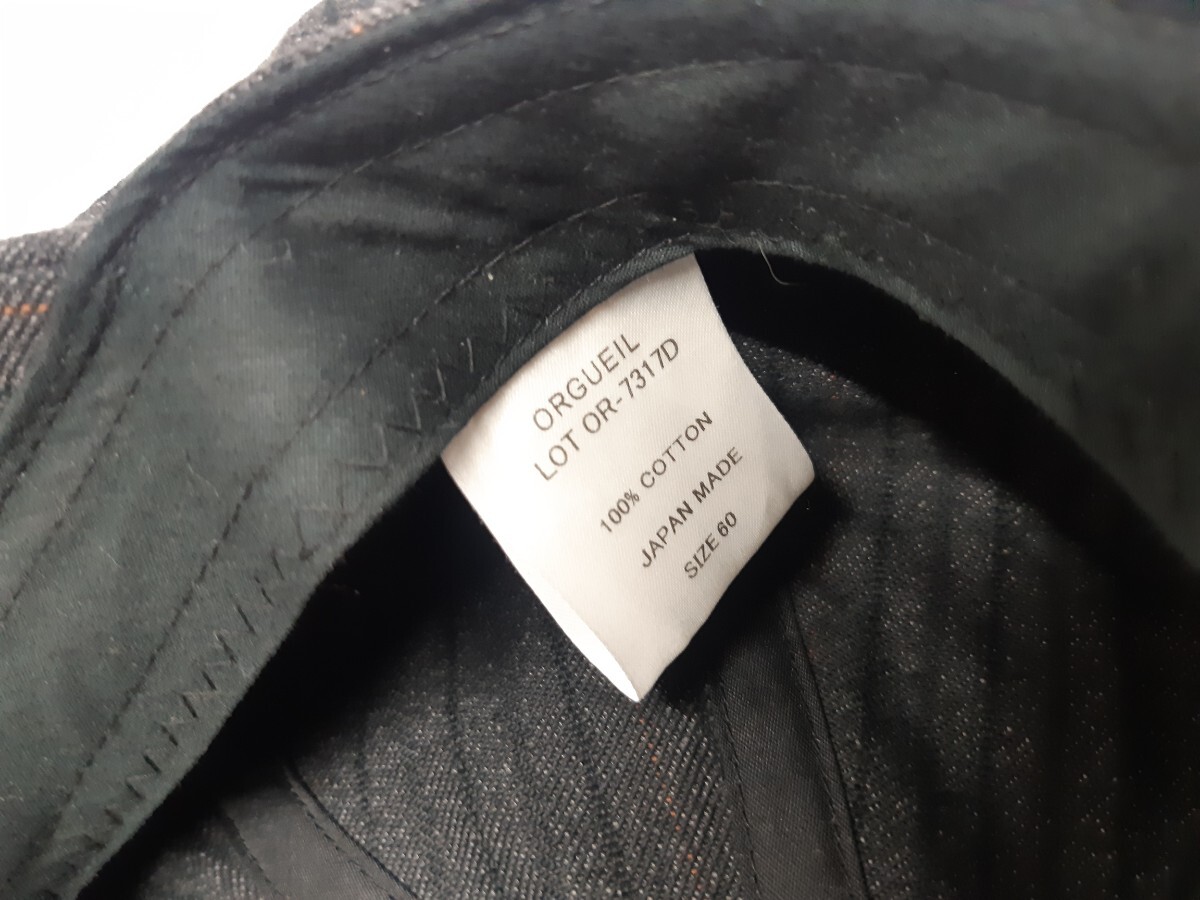 ORGUEIL
LOT OR-7317D
100% COTTON
JAPAN MADE
SIZE 60